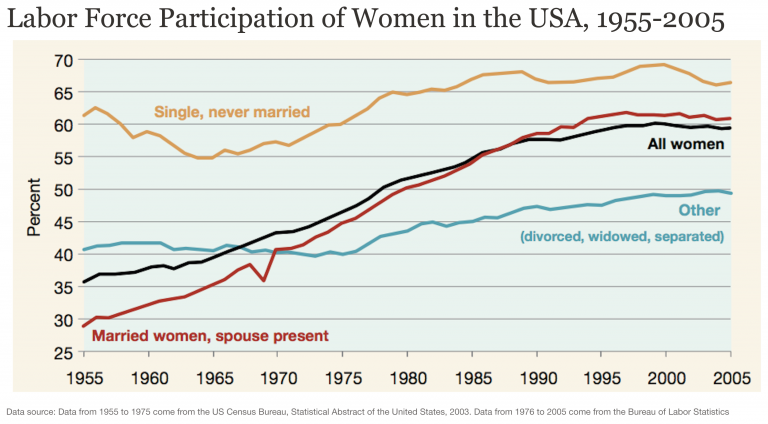 Labor Force Participation of Women in the USA, 1955-2005
70
65
60
55
50
45
40
35
30
25
Percent
Single, never married
All women
Other
(divorced, widowed, separated)
Married women, spouse present
1955 1960 1965 1970 1975 1980 1985 1990 1995 2000 2005
Data source: Data from 1955 to 1975 come from the US Census Bureau, Statistical Abstract of the United States, 2003. Data from 1976 to 2005 come from the Bureau of Labor Statistics